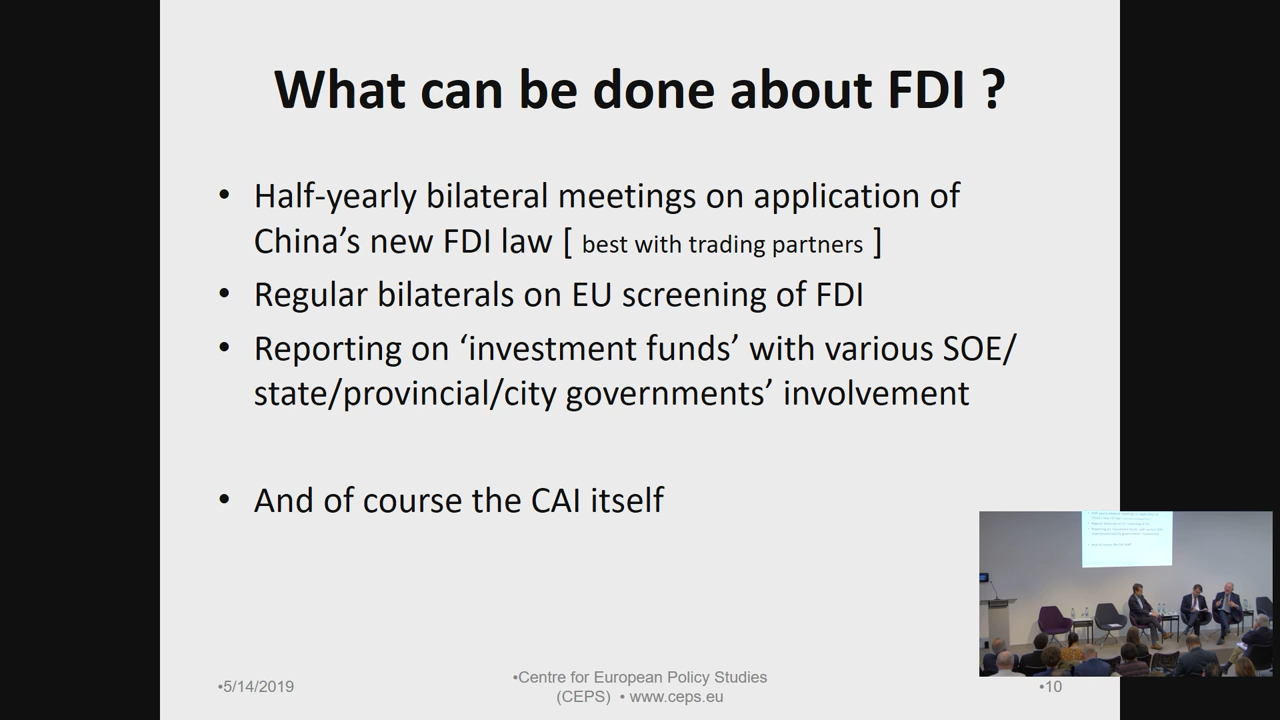 What can be done about FDI ?
• Half-yearly bilateral meetings on application of
China’s new FDI law [ best with trading partners ]
• Regular bilaterals on EU screening of FDI
• Reporting on ‘investment funds’ with various SOE/
state/provincial/city governments’ involvement
• And of course the CAI itself
•5/14/2019
•Centre for European Policy Studies
(CEPS) • www.ceps.eu
•10